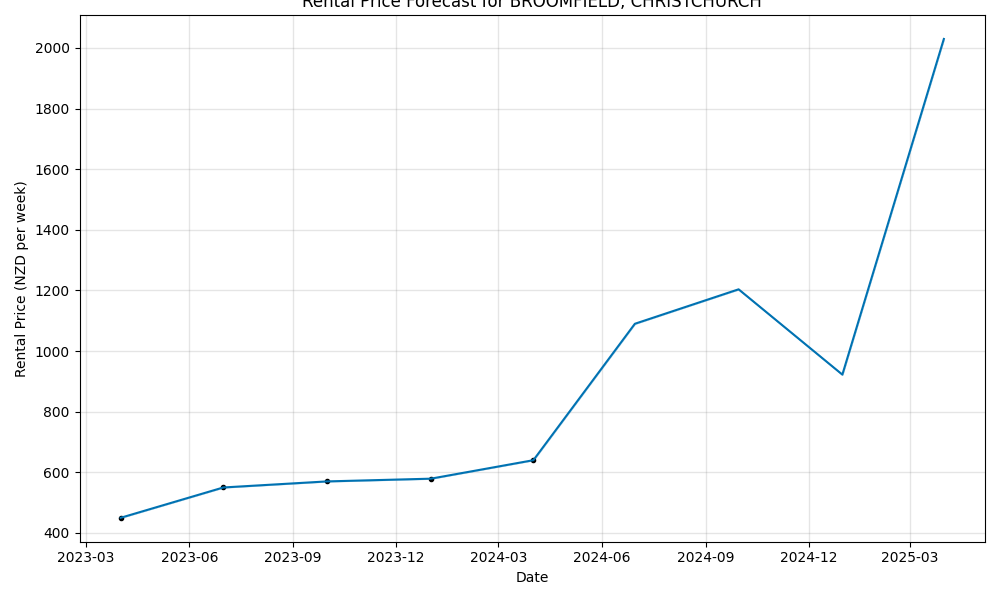 Rental Price Forecast for BROOMFIELD, CHRISTCHURCH
2000
1800
1600
1400
1200
1000
800
600
400
Rental Price (NZD per week)
2023-03 2023-06 2023-09 2023-12 2024-03 2024-06 2024-09 2024-12 2025-03
Date